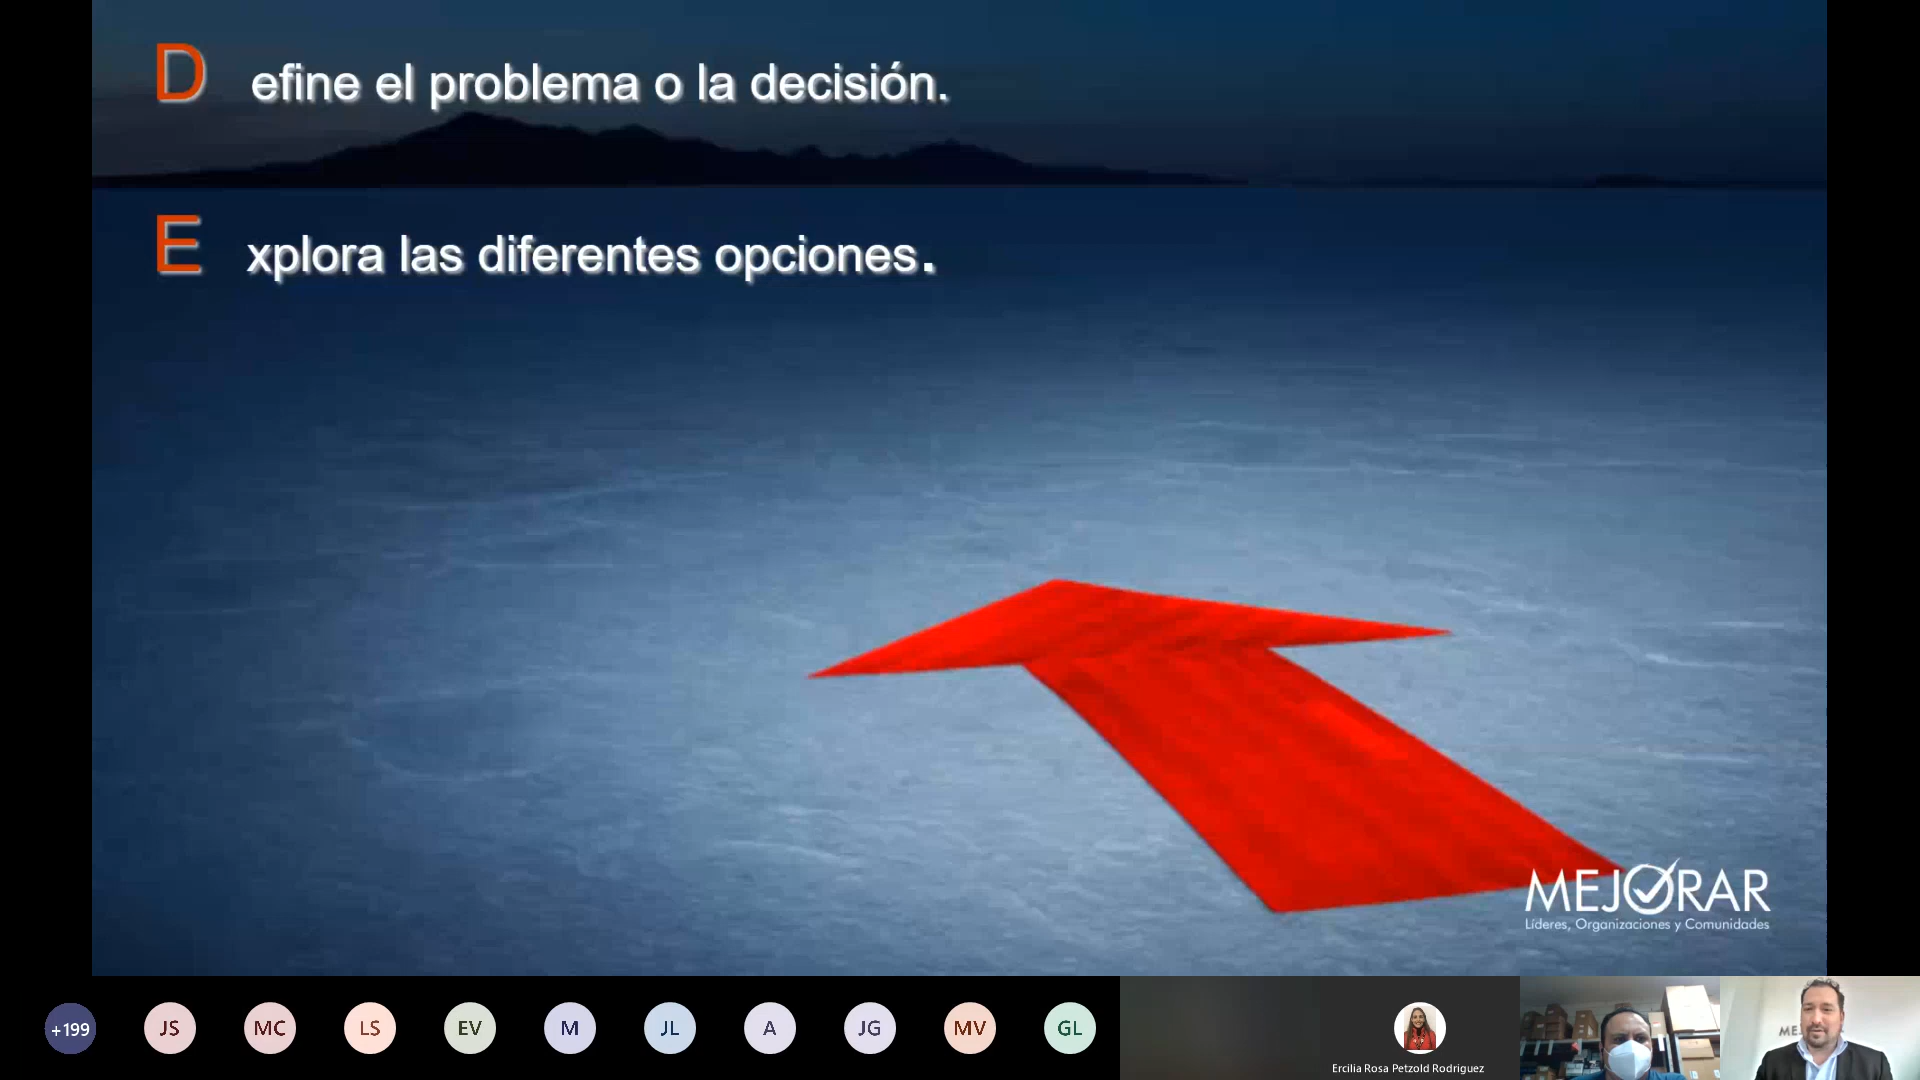 D efine el problema o la decisión.
E xplora las diferentes opciones.
MEJORAR
Líderes, Organizaciones y Comunidades
+199
JS
MC
LS
EV
M
JL
A
JG
MV
GL
Ercilia Rosa Petzold Rodriguez